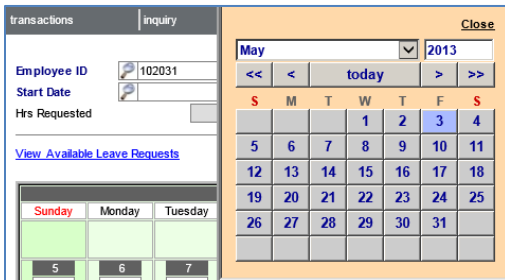 transactions inquiry
Employee ID 102031
Start Date
Hrs Requested
View Available Leave Requests
Sunday Monday Tuesday
5 6 7
Close
May 2013
<< < today > >>
S M T W T F S
1 2 3 4
5 6 7 8 9 10 11
12 13 14 15 16 17 18
19 20 21 22 23 24 25
26 27 28 29 30 31